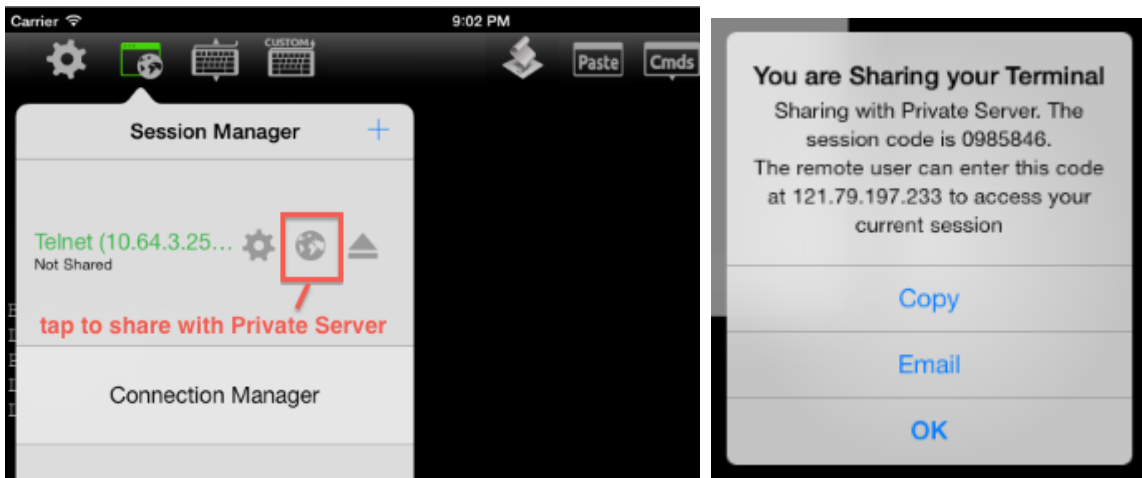 Carrier 9:02 PM
CUSTOM
Paste Cmds
Session Manager +
Telnet (10.64.3.25...
Not Shared
tap to share with Private Server
Connection Manager
You are Sharing your Terminal
Sharing with Private Server. The
session code is 0985846.
The remote user can enter this code
at 121.79.197.233 to access your
current session
Copy
Email
OK